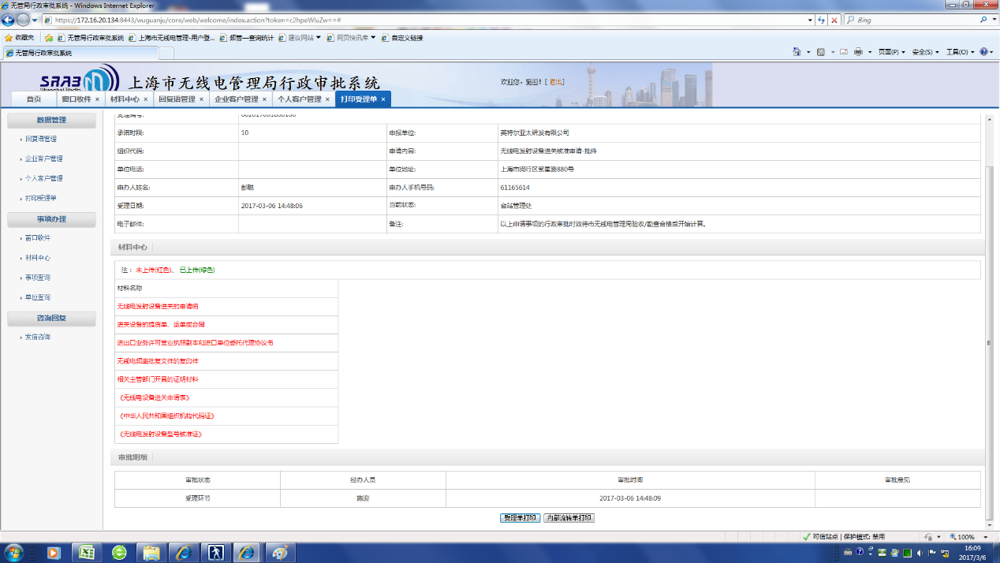 无管局行政审批系统 - Windows Internet Explorer
https://172.16.20.134:8443/wuguanju/core/web/welcome/index.action?token=c2hpeWluZw==#
Bing
收藏夹 无管局行政审批系统 上海市无线电管理-用户登... 频管一查询统计 建议网站 网页快讯库 自定义链接
无管局行政审批系统
页面(P) 安全(S) 工具(O)
SRAB
Shanghai Radio
上海市无线电管理局行政审批系统
欢迎您, 施迎! [ 退出]
首页 窗口收件 × 材料中心 × 回复语管理 × 企业客户管理 × 个人客户管理 × 打印受理单 ×
数据管理
回复语管理
企业客户管理
个人客户管理
打印受理单
事项办理
窗口收件
材料中心
事项查询
单位查询
咨询回复
发信咨询
受理编号:
承诺时限: 10 申报单位: 英特尔亚太研发有限公司
组织代码: 申请内容: 无线电发射设备进关核准申请-批件
单位电话: 单位地址: 上海市闵行区紫星路880号
申办人姓名: 彭聪 申办人手机号码: 61165614
受理日期: 2017-03-06 14:48:06 当前状态: 台站管理处
电子邮件: 备注: 以上申请事项的行政审批时效待市无线电管理局验收/勘查合格后开始计算。
材料中心
注： 未上传(红色)、 已上传(绿色)
材料名称
无线电发射设备进关的申请函
进关设备的提货单、运单或合同
进出口业务许可营业执照副本和进口单位委托代理协议书
无线电频率批复文件的复印件
相关主管部门开具的证明材料
《无线电设备进关申请表》
《中华人民共和国组织机构代码证》
《无线电发射设备型号核准证》
审批明细
审批状态 经办人员 审批时间 审批意见
受理环节 施迎 2017-03-06 14:48:09
受理单打印 内部流转单打印
可信站点 | 保护模式: 禁用 100%
16:09
2017/3/6